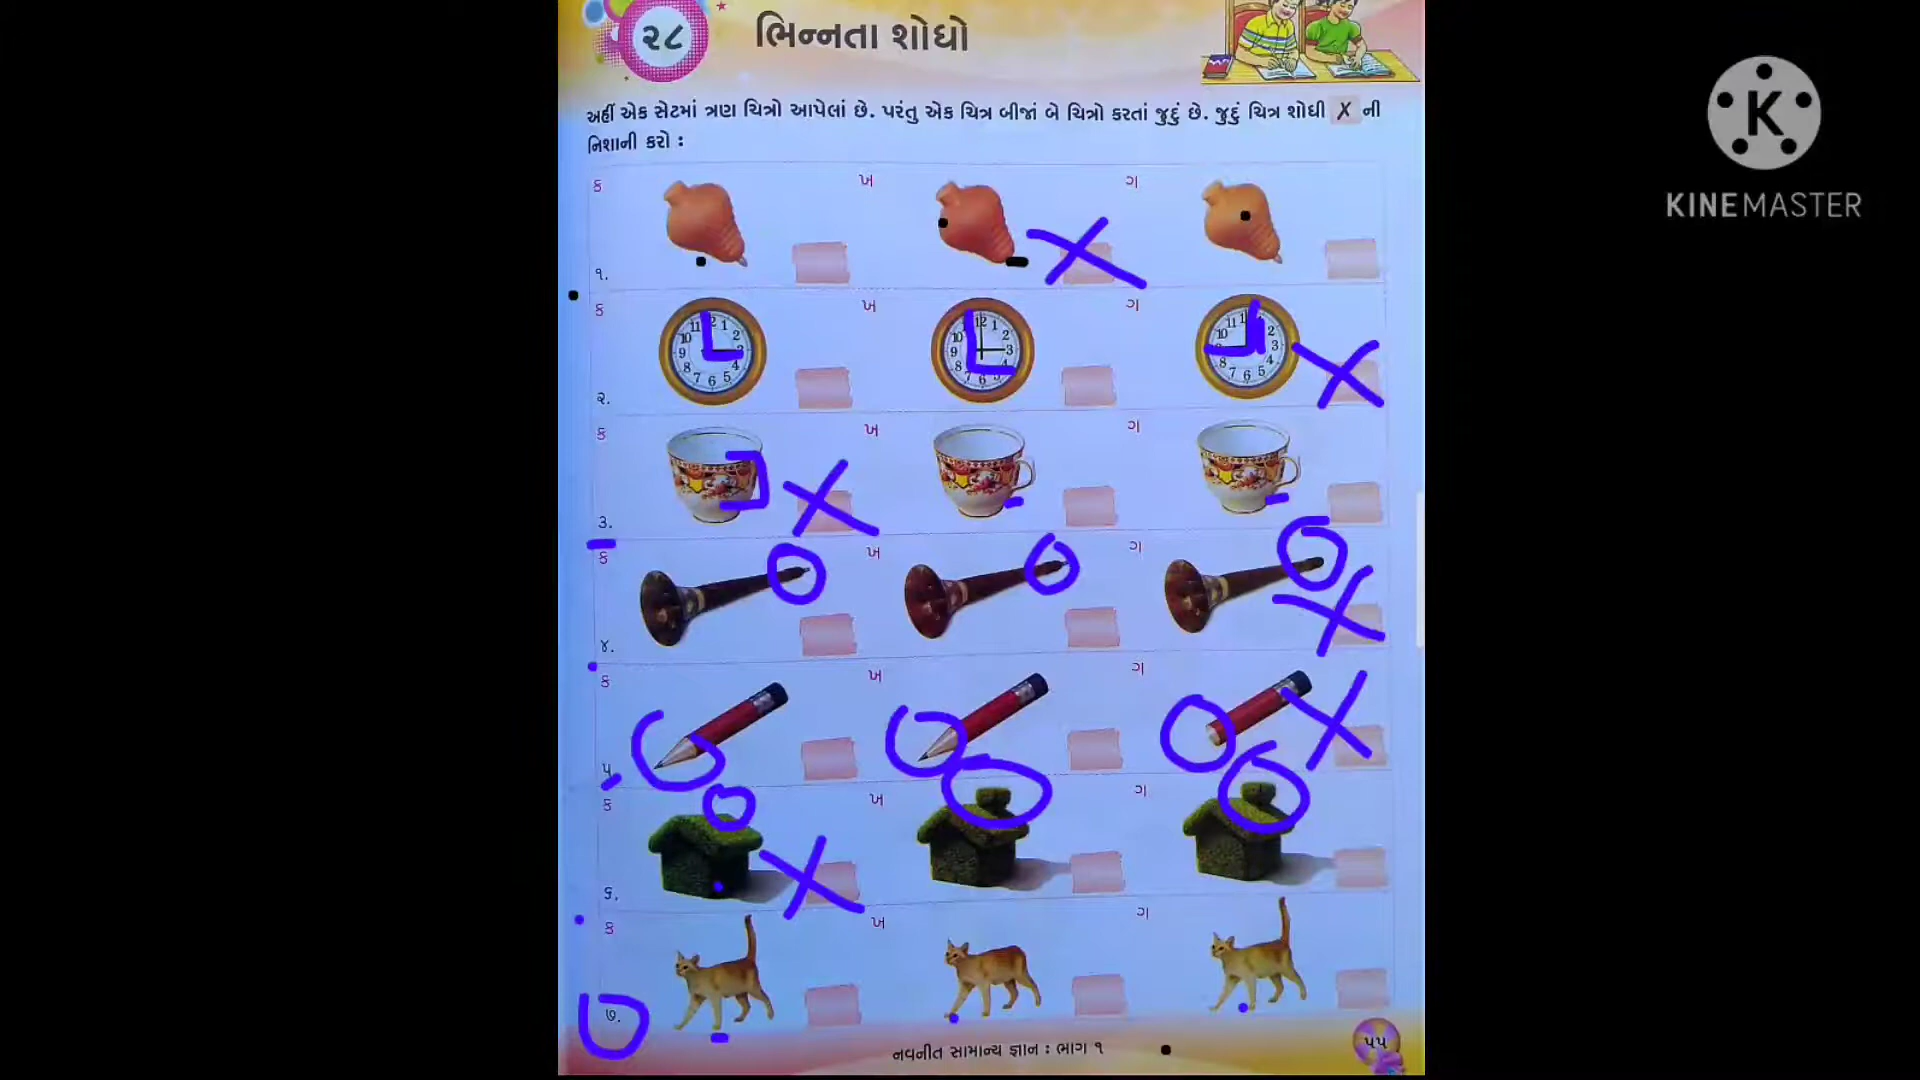 ૨૮
ભિન્નતા શોધો
અહીં એક સેટમાં ત્રણ ચિત્રો આપેલાં છે. પરંતુ એક ચિત્ર બીજાં બે ચિત્રો કરતાં જુદું છે. જુદું ચિત્ર શોધી X ની
નિશાની કરો :
K
KINEMASTER
ક ખ ગ
૧.
ક ખ ગ
૨.
ક ખ ગ
૩.
ક ખ ગ
૪.
ક ખ ગ
૫.
ક ખ ગ
૬.
ક ખ ગ
૭.
નવનીત સામાન્ય જ્ઞાન : ભાગ ૧
૫૫